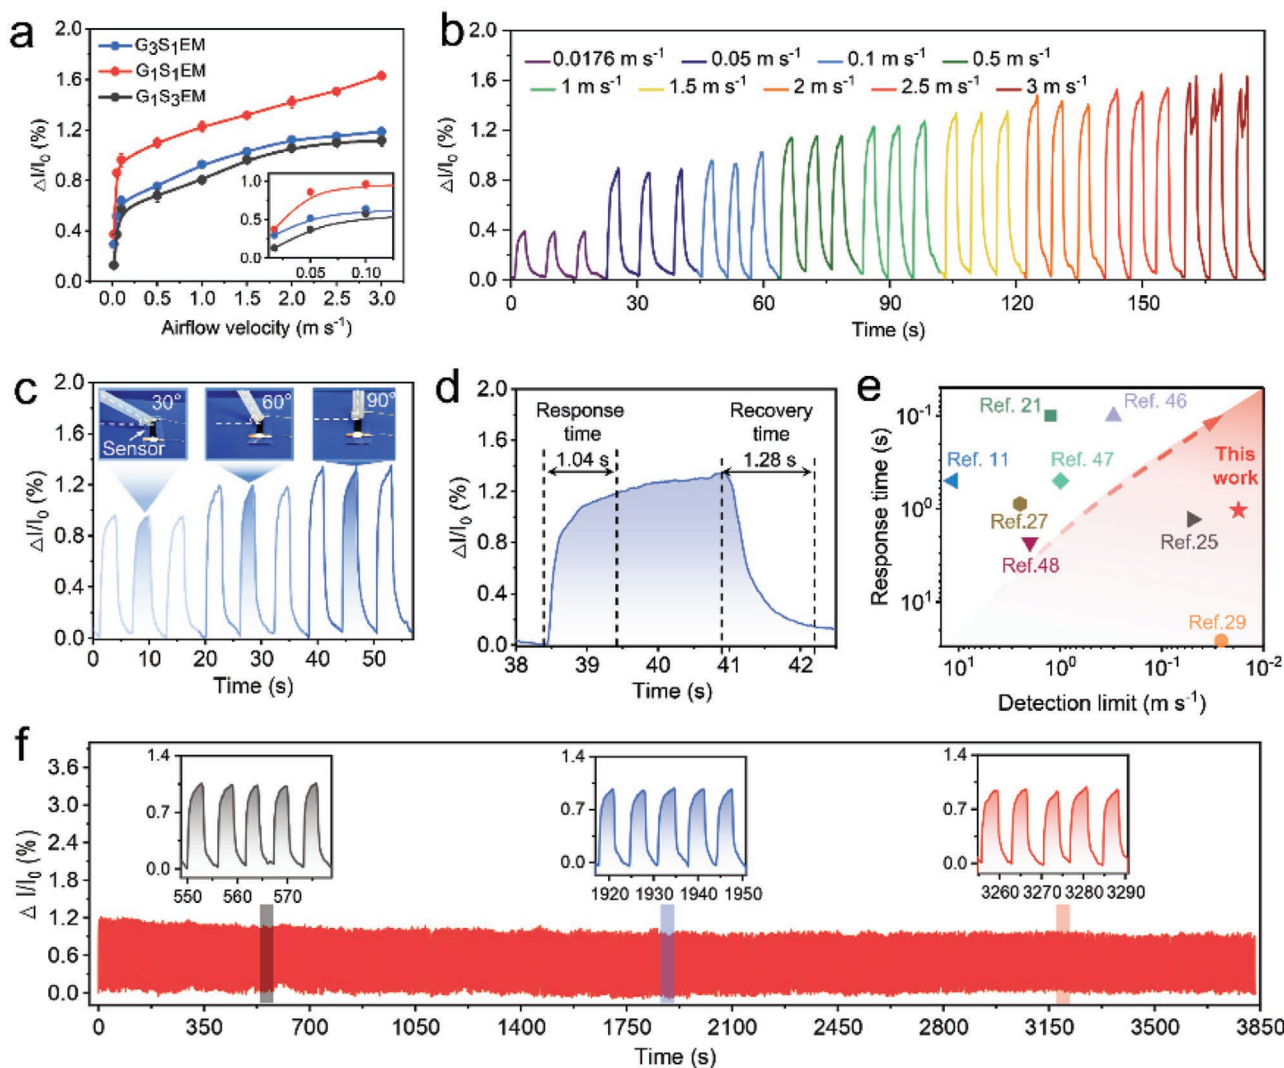 a
2.0
1.6
1.2
0.8
0.4
0.0
ΔI/I0 (%)
G3S1EM
G1S1EM
G1S3EM
1.0
0.5
0.0
0.05 0.10
0.0 0.5 1.0 1.5 2.0 2.5 3.0
Airflow velocity (m s-1)
b
2.0
1.6
1.2
0.8
0.4
0.0
ΔI/I0 (%)
0.0176 m s-1 0.05 m s-1 0.1 m s-1 0.5 m s-1
1 m s-1 1.5 m s-1 2 m s-1 2.5 m s-1 3 m s-1
0 30 60 90 120 150
Time (s)
c
2.0
1.6
1.2
0.8
0.4
0.0
ΔI/I0 (%)
30° 60° 90°
Sensor
0 10 20 30 40 50
Time (s)
d
2.0
1.6
1.2
0.8
0.4
0.0
ΔI/I0 (%)
Response time
1.04 s
Recovery time
1.28 s
38 39 40 41 42
Time (s)
e
10-1
100
101
Response time (s)
Ref. 21
Ref. 46
Ref. 11
Ref. 47
This work
Ref.27
Ref.25
Ref.48
Ref.29
101 100 10-1 10-2
Detection limit (m s-1)
f
3.6
3.0
2.4
1.8
1.2
0.6
0.0
Δ I/I0 (%)
1.4
0.7
0.0
550 560 570
1.4
0.7
0.0
1920 1930 1940 1950
1.4
0.7
0.0
3260 3270 3280 3290
0 350 700 1050 1400 1750 2100 2450 2800 3150 3500 3850
Time (s)